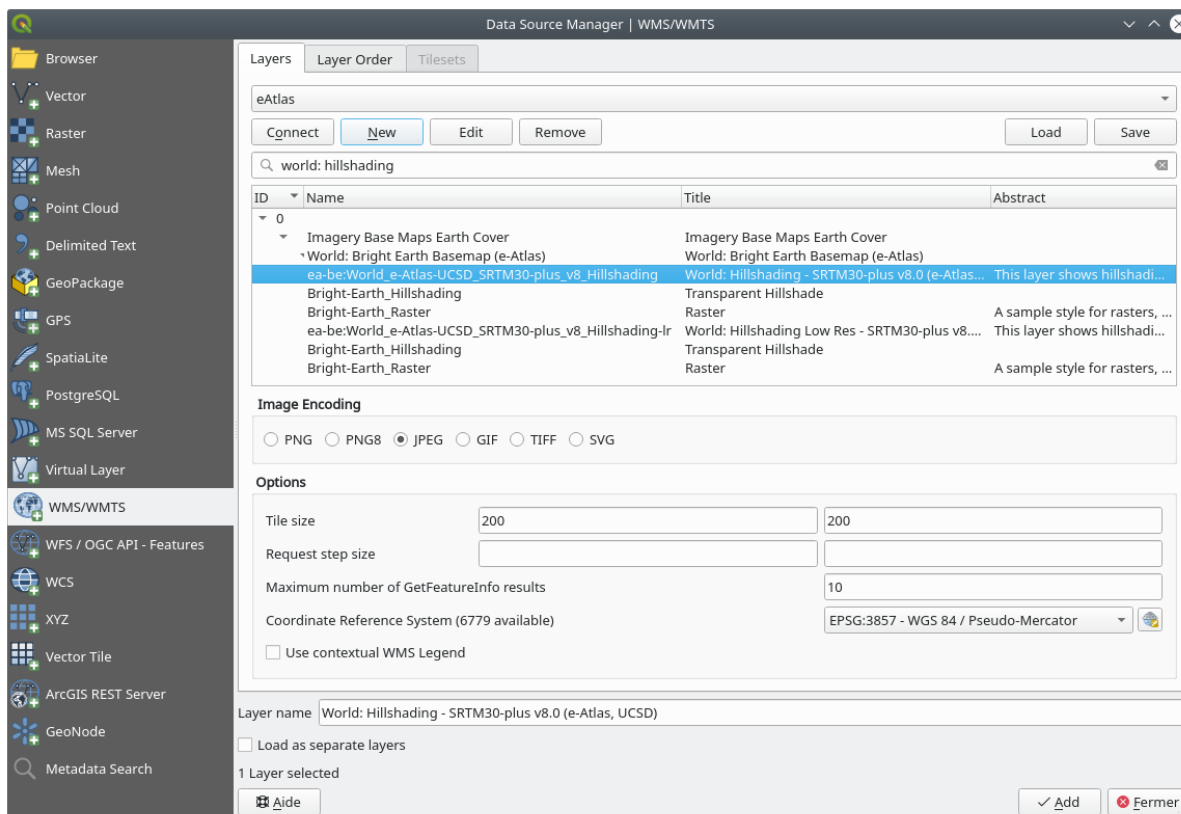 Data Source Manager | WMS/WMTS
Browser
Vector
Raster
Mesh
Point Cloud
Delimited Text
GeoPackage
GPS
SpatiaLite
PostgreSQL
MS SQL Server
Virtual Layer
WMS/WMTS
WFS / OGC API - Features
WCS
XYZ
Vector Tile
ArcGIS REST Server
GeoNode
Metadata Search
Layers Layer Order Tilesets
eAtlas
Connect New Edit Remove Load Save
world: hillshading
ID Name Title Abstract
0
Imagery Base Maps Earth Cover Imagery Base Maps Earth Cover
World: Bright Earth Basemap (e-Atlas) World: Bright Earth Basemap (e-Atlas)
ea-be:World_e-Atlas-UCSD_SRTM30-plus_v8_Hillshading World: Hillshading - SRTM30-plus v8.0 (e-Atlas... This layer shows hillshadi...
Bright-Earth_Hillshading Transparent Hillshade
Bright-Earth_Raster Raster A sample style for rasters, ...
ea-be:World_e-Atlas-UCSD_SRTM30-plus_v8_Hillshading-lr World: Hillshading Low Res - SRTM30-plus v8.... This layer shows hillshadi...
Bright-Earth_Hillshading Transparent Hillshade
Bright-Earth_Raster Raster A sample style for rasters, ...
Image Encoding
PNG PNG8 JPEG GIF TIFF SVG
Options
Tile size 200 200
Request step size
Maximum number of GetFeatureInfo results 10
Coordinate Reference System (6779 available) EPSG:3857 - WGS 84 / Pseudo-Mercator
Use contextual WMS Legend
Layer name World: Hillshading - SRTM30-plus v8.0 (e-Atlas, UCSD)
Load as separate layers
1 Layer selected
Aide Add Fermer